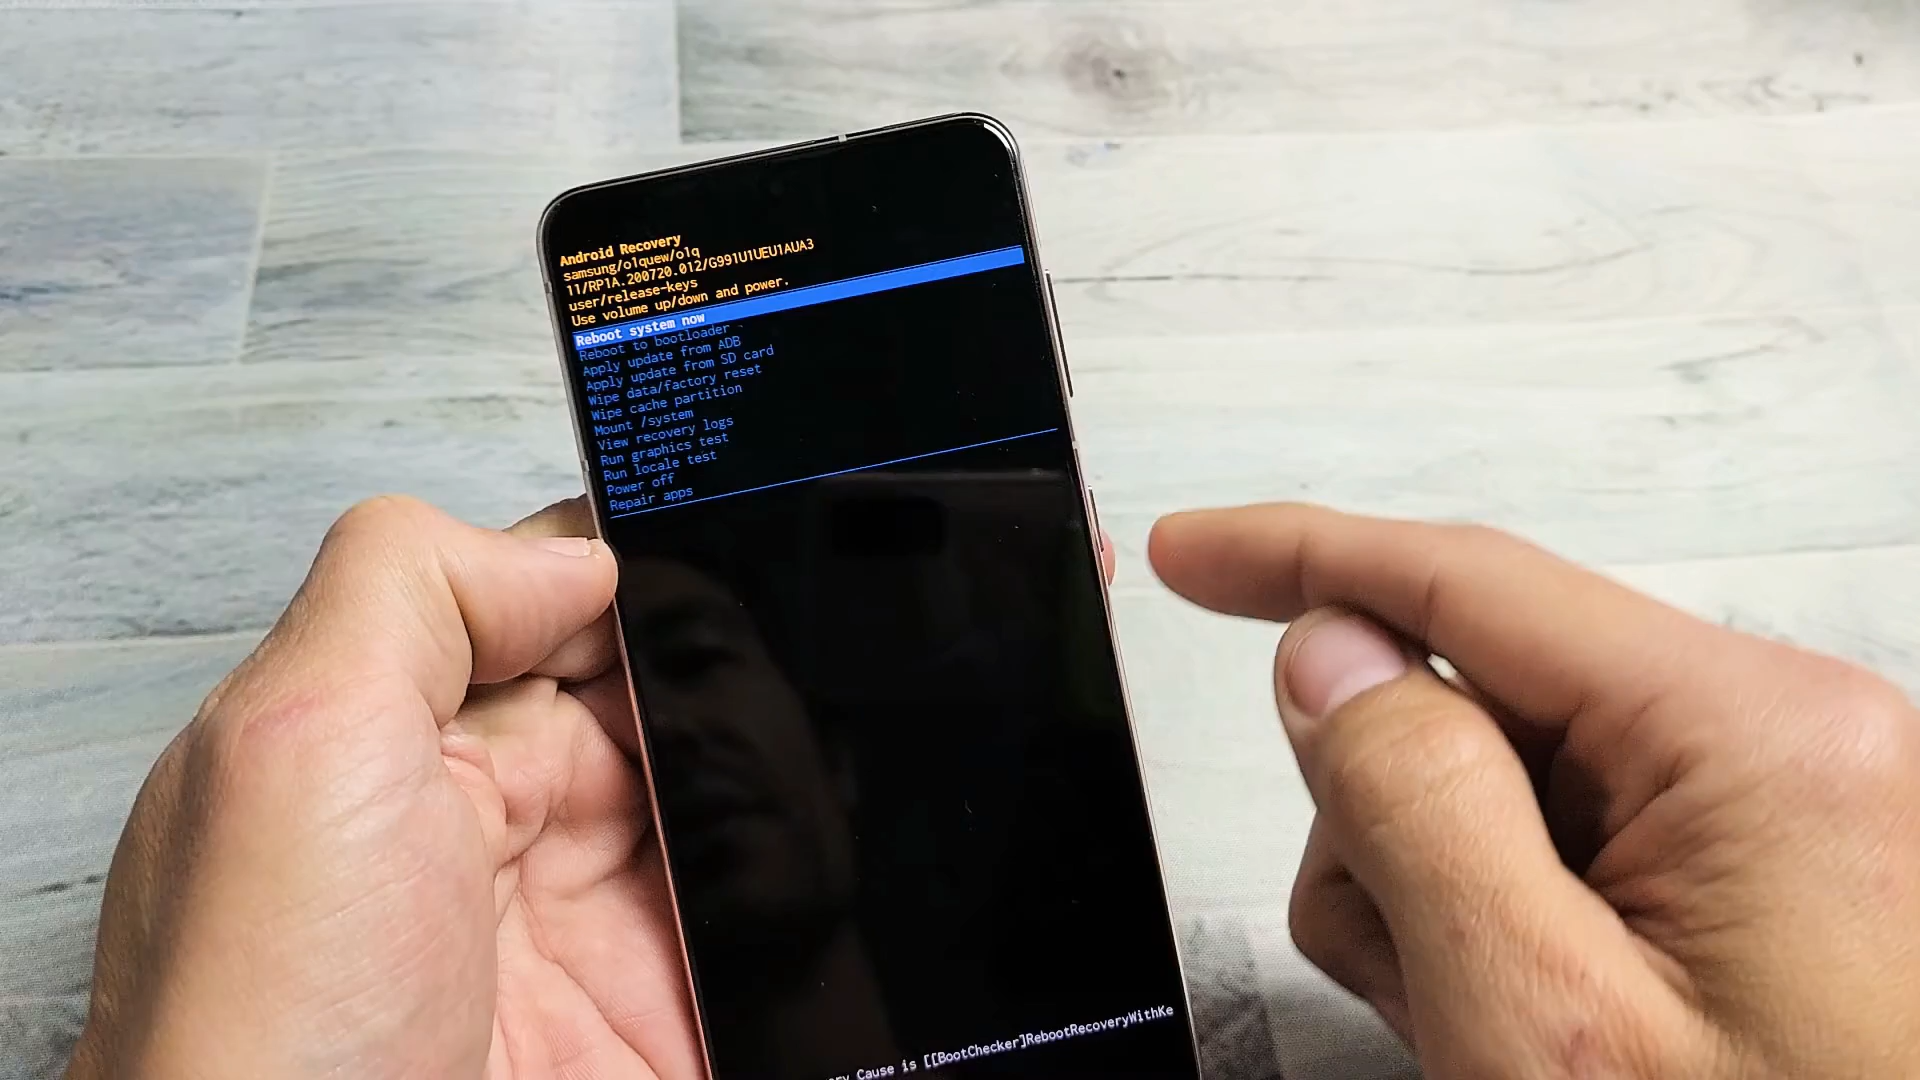 Android Recovery
samsung/o1quew/o1q
11/RP1A.200720.012/G991U1UEU1AUA3
user/release-keys
Use volume up/down and power.
Reboot system now
Reboot to bootloader
Apply update from ADB
Apply update from SD card
Wipe data/factory reset
Wipe cache partition
Mount /system
View recovery logs
Run graphics test
Run locale test
Power off
Repair apps
Cause is [[BootChecker]RebootRecoveryWithKe